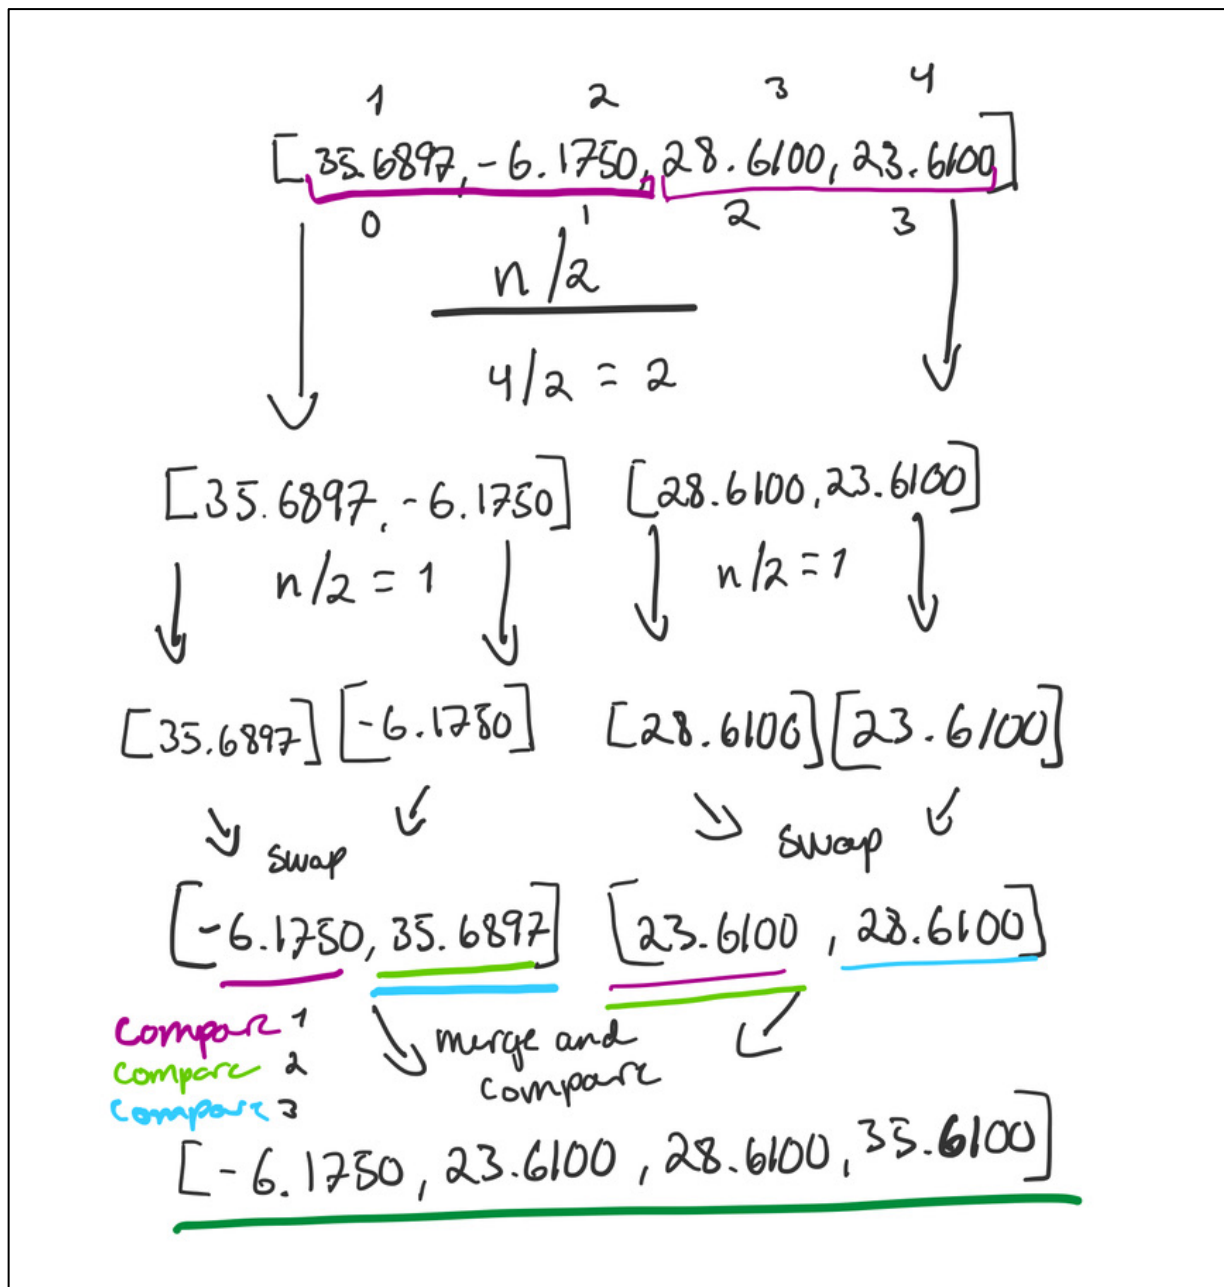 1 2 3 4
[35.6897, -6.1750, 28.6100, 23.6100]
0 1 2 3
n/2
4/2 = 2
[35.6897, -6.1750] [28.6100, 23.6100]
n/2 = 1 n/2 = 1
[35.6897] [-6.1750] [28.6100] [23.6100]
swap swap
[-6.1750, 35.6897] [23.6100, 28.6100]
compare 1
compare 2
compare 3
merge and
compare
[-6.1750, 23.6100, 28.6100, 35.6100]